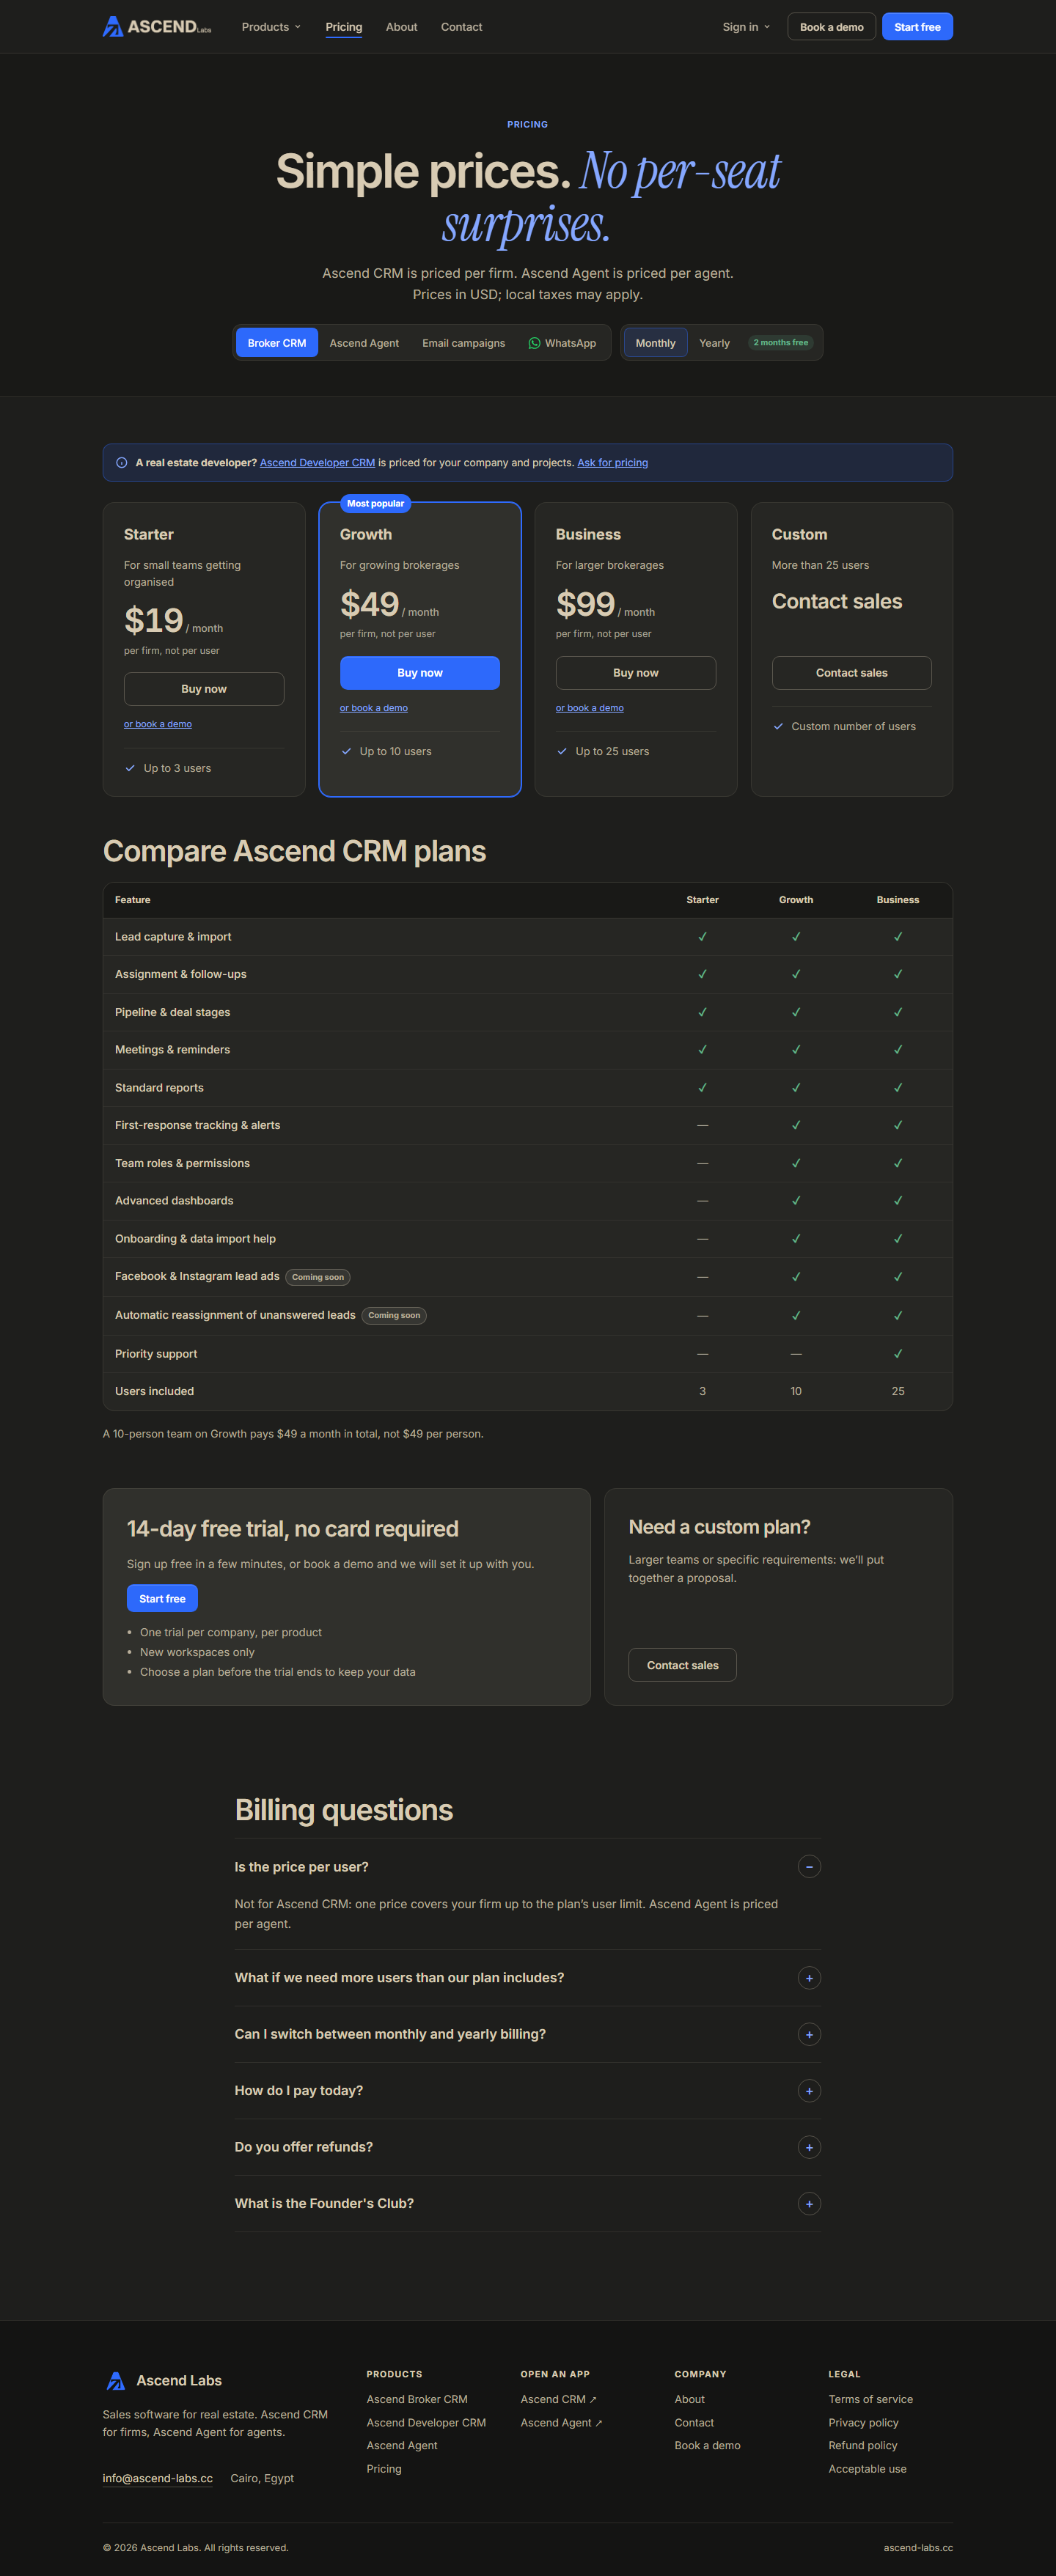 ASCEND Labs
Products
Pricing
About
Contact
Sign in
Book a demo
Start free
PRICING
Simple prices. No per-seat
surprises.
Ascend CRM is priced per firm. Ascend Agent is priced per agent.
Prices in USD; local taxes may apply.
Broker CRM
Ascend Agent
Email campaigns
WhatsApp
Monthly
Yearly
2 months free
A real estate developer? Ascend Developer CRM is priced for your company and projects. Ask for pricing
Starter
For small teams getting
organised
$19 / month
per firm, not per user
Buy now
or book a demo
✓ Up to 3 users
Most popular
Growth
For growing brokerages
$49 / month
per firm, not per user
Buy now
or book a demo
✓ Up to 10 users
Business
For larger brokerages
$99 / month
per firm, not per user
Buy now
or book a demo
✓ Up to 25 users
Custom
More than 25 users
Contact sales
Contact sales
✓ Custom number of users
Compare Ascend CRM plans
Feature Starter Growth Business
Lead capture & import ✓ ✓ ✓
Assignment & follow-ups ✓ ✓ ✓
Pipeline & deal stages ✓ ✓ ✓
Meetings & reminders ✓ ✓ ✓
Standard reports ✓ ✓ ✓
First-response tracking & alerts — ✓ ✓
Team roles & permissions — ✓ ✓
Advanced dashboards — ✓ ✓
Onboarding & data import help — ✓ ✓
Facebook & Instagram lead ads Coming soon — ✓ ✓
Automatic reassignment of unanswered leads Coming soon — ✓ ✓
Priority support — — ✓
Users included 3 10 25
A 10-person team on Growth pays $49 a month in total, not $49 per person.
14-day free trial, no card required
Sign up free in a few minutes, or book a demo and we will set it up with you.
Start free
• One trial per company, per product
• New workspaces only
• Choose a plan before the trial ends to keep your data
Need a custom plan?
Larger teams or specific requirements: we'll put
together a proposal.
Contact sales
Billing questions
Is the price per user? −
Not for Ascend CRM: one price covers your firm up to the plan's user limit. Ascend Agent is priced
per agent.
What if we need more users than our plan includes? +
Can I switch between monthly and yearly billing? +
How do I pay today? +
Do you offer refunds? +
What is the Founder's Club? +
Ascend Labs
Sales software for real estate. Ascend CRM
for firms, Ascend Agent for agents.
info@ascend-labs.cc
Cairo, Egypt
PRODUCTS
Ascend Broker CRM
Ascend Developer CRM
Ascend Agent
Pricing
OPEN AN APP
Ascend CRM ↗
Ascend Agent ↗
COMPANY
About
Contact
Book a demo
LEGAL
Terms of service
Privacy policy
Refund policy
Acceptable use
© 2026 Ascend Labs. All rights reserved.
ascend-labs.cc